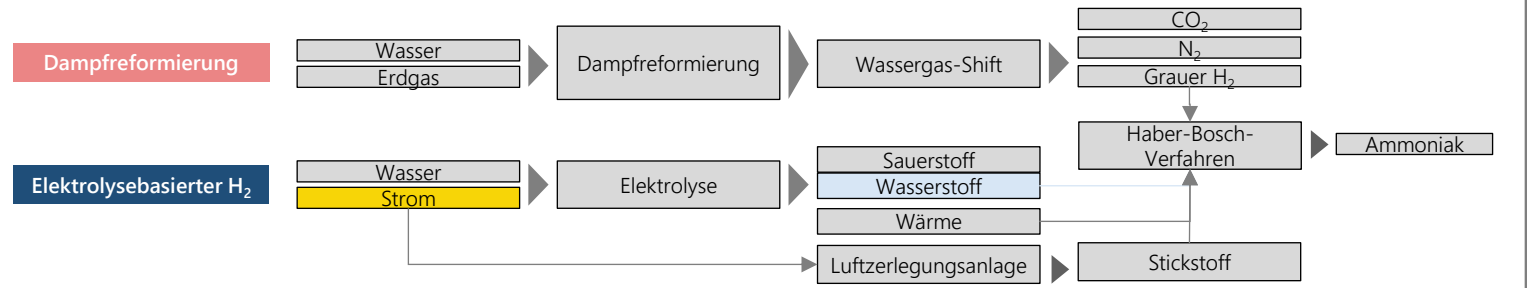 Dampfreformierung
Wasser
Erdgas
Dampfreformierung
Wassergas-Shift
CO₂
N₂
Grauer H₂
Haber-Bosch-
Verfahren
Ammoniak
Elektrolysebasierter H₂
Wasser
Strom
Elektrolyse
Sauerstoff
Wasserstoff
Wärme
Luftzerlegungsanlage
Stickstoff